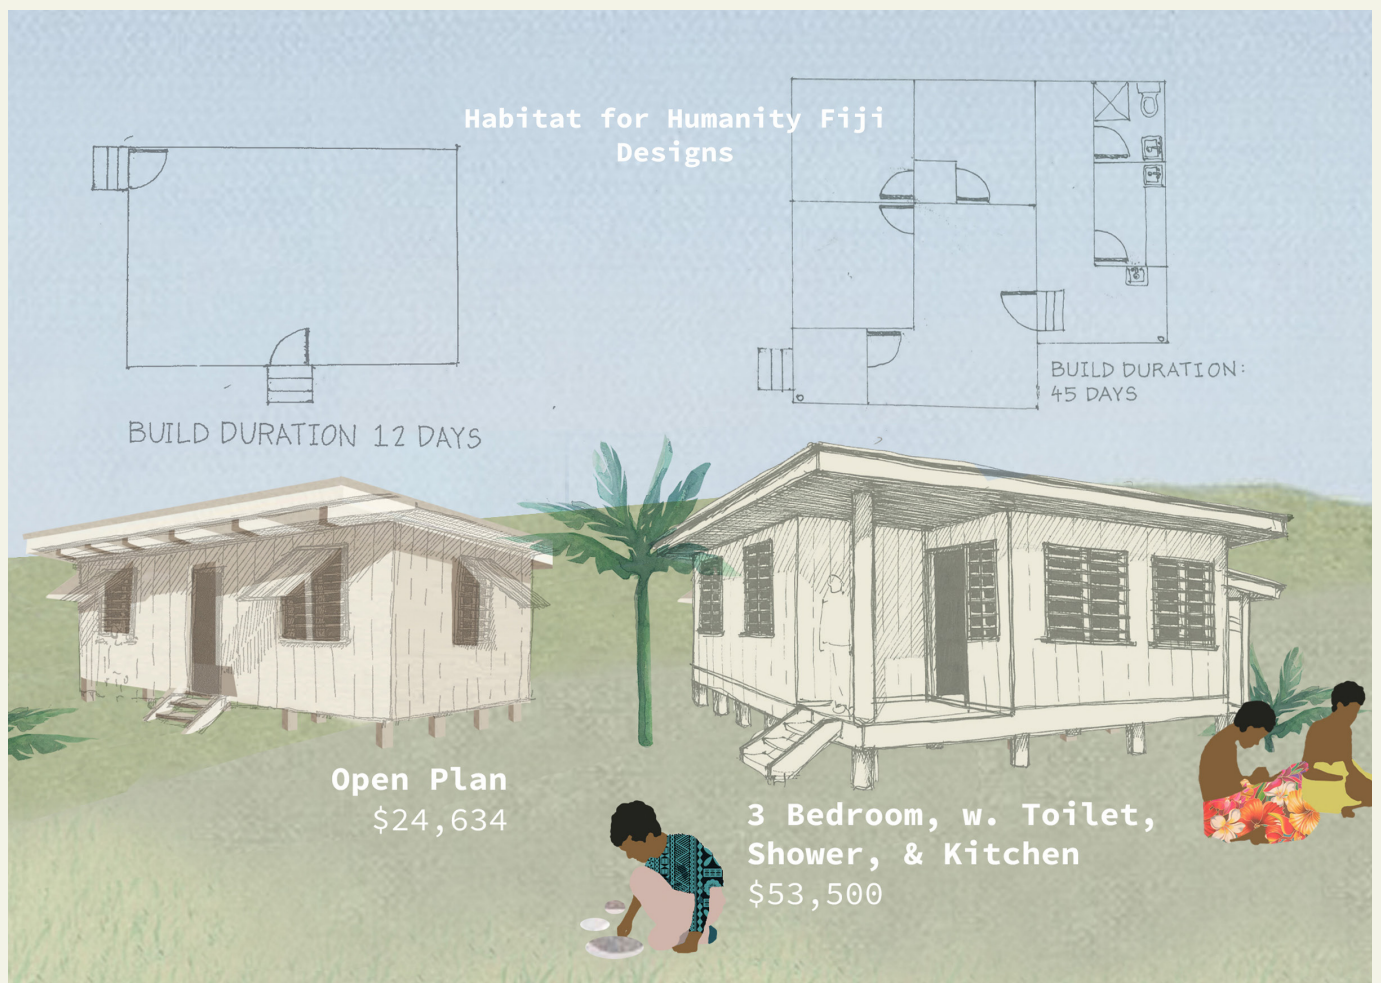 Habitat for Humanity Fiji
Designs
BUILD DURATION 12 DAYS
BUILD DURATION:
45 DAYS
Open Plan
$24,634
3 Bedroom, w. Toilet,
Shower, & Kitchen
$53,500